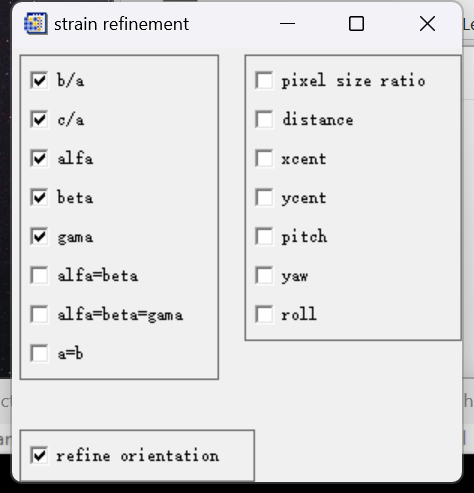 strain refinement
b/a
c/a
alfa
beta
gama
alfa=beta
alfa=beta=gama
a=b
pixel size ratio
distance
xcent
ycent
pitch
yaw
roll
refine orientation